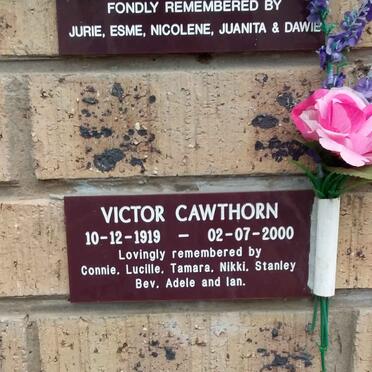 FONDLY REMEMBERED BY
JURIE, ESME, NICOLENE, JUANITA & DAWIE
VICTOR CAWTHORN
10-12-1919 - 02-07-2000
Lovingly remembered by
Connie, Lucille, Tamara, Nikki, Stanley
Bev, Adele and Ian.